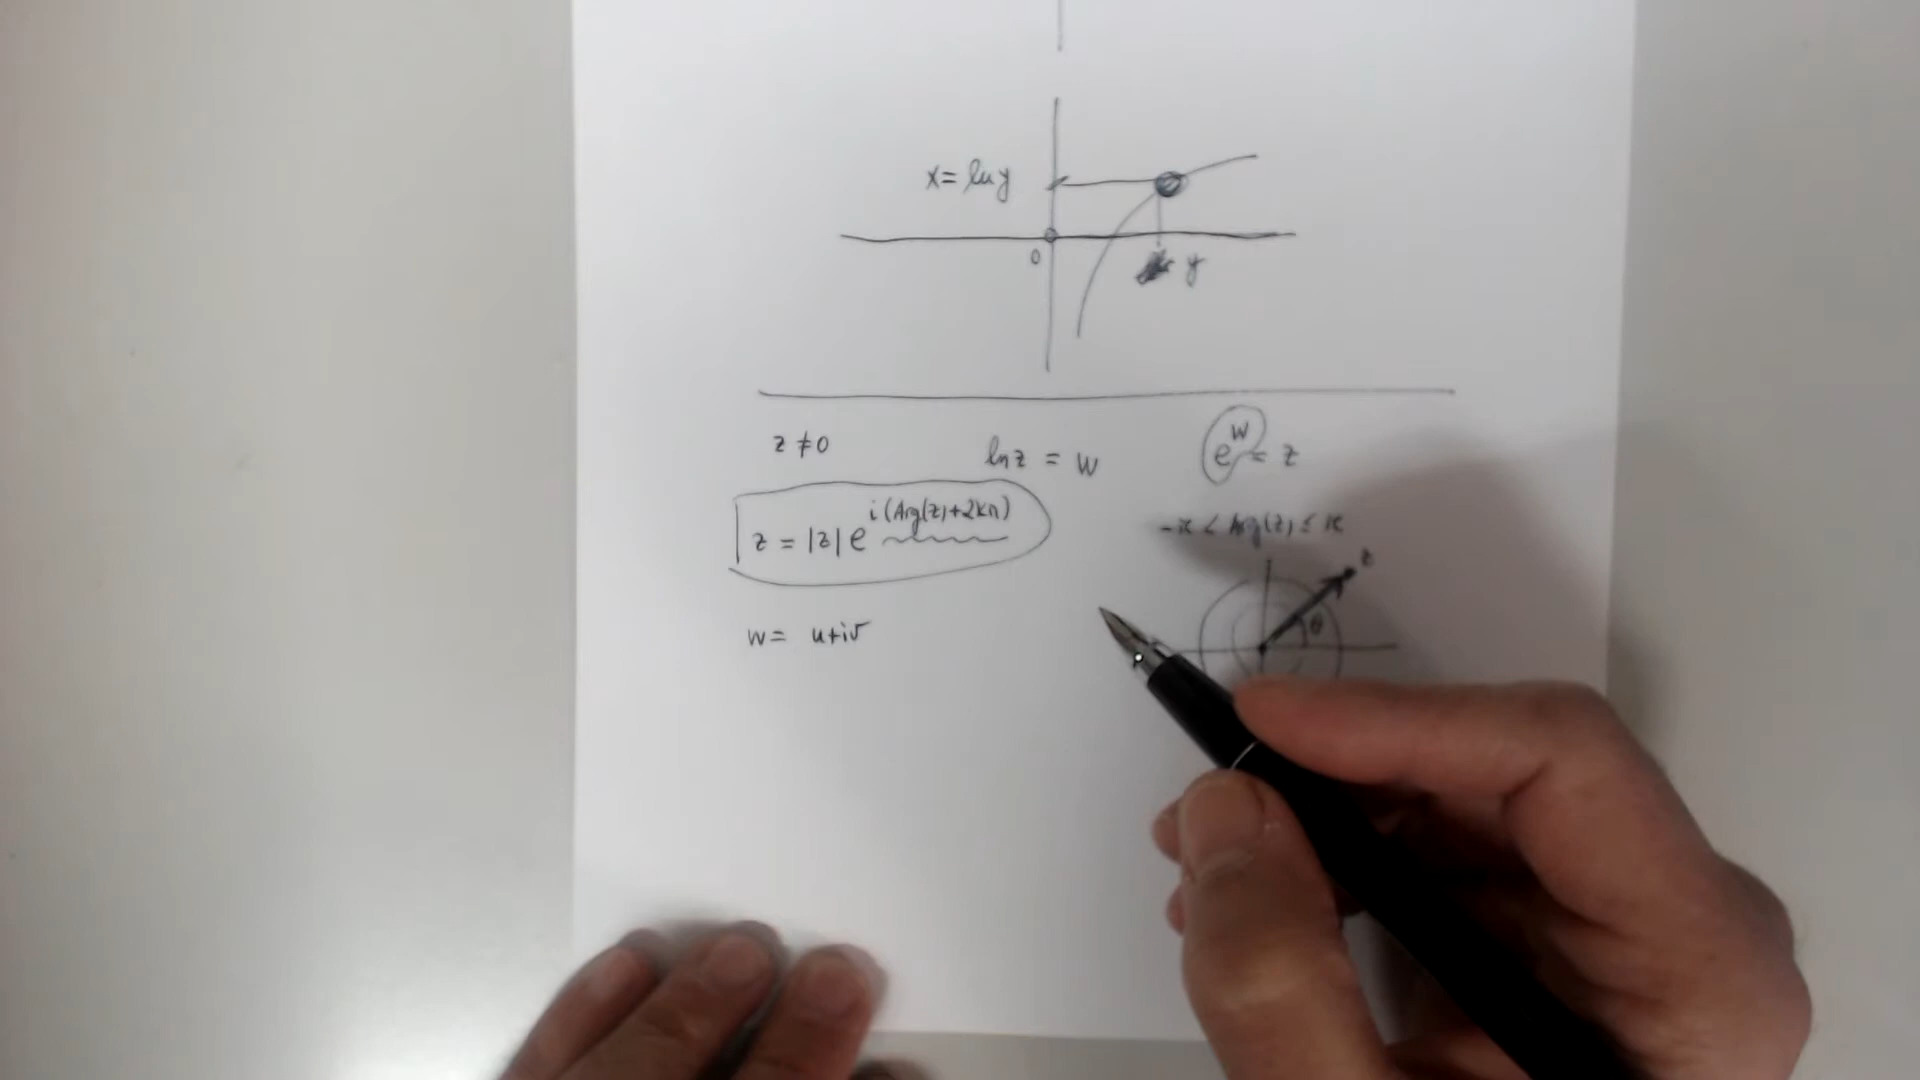 x = ln y
0
y
z ≠ 0
ln z = w
e^w = z
z = |z| e^i(Arg(z)+2kπ)
-π < Arg(z) ≤ π
z
θ
w = u+iv